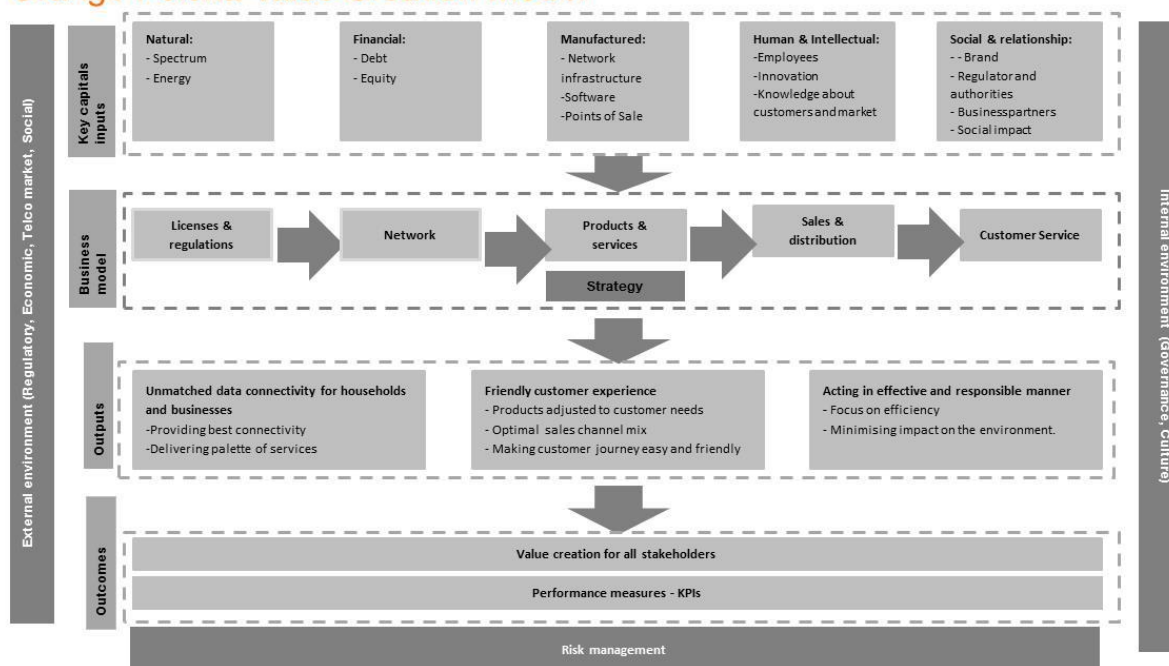 External environment (Regulatory, Economic, Telco market, Social)
Key capitals
inputs
Natural:
- Spectrum
- Energy
Financial:
- Debt
- Equity
Manufactured:
- Network
infrastructure
-Software
-Points of Sale
Human & Intellectual:
-Employees
-Innovation
-Knowledge about
customers and market
Social & relationship:
- - Brand
- Regulator and
authorities
- Businesspartners
- Social impact
Business
model
Licenses &
regulations
Network
Products &
services
Strategy
Sales &
distribution
Customer Service
Outputs
Unmatched data connectivity for households
and businesses
-Providing best connectivity
-Delivering palette of services
Friendly customer experience
- Products adjusted to customer needs
- Optimal sales channel mix
- Making customer journey easy and friendly
Acting in effective and responsible manner
- Focus on efficiency
- Minimising impact on the environment.
Outcomes
Value creation for all stakeholders
Performance measures - KPIs
Risk management
Internal environment (Governance, Culture)